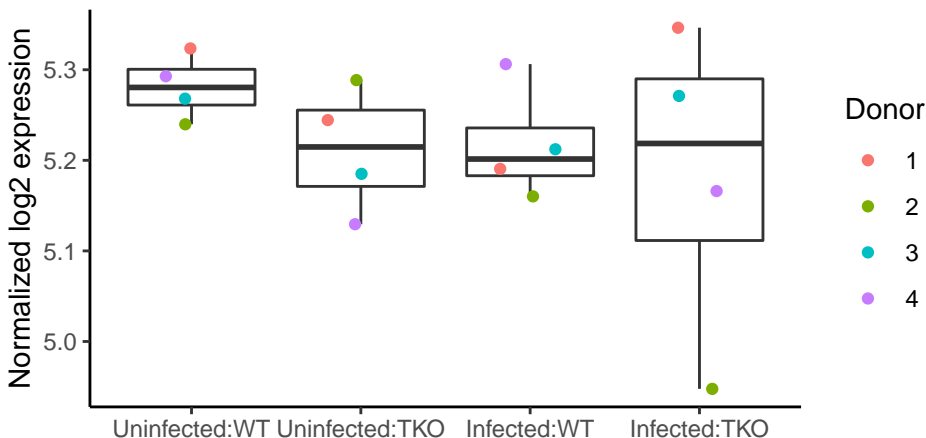 Normalized log2 expression
5.3
5.2
5.1
5.0
Uninfected:WT Uninfected:TKO Infected:WT Infected:TKO
Donor
1
2
3
4